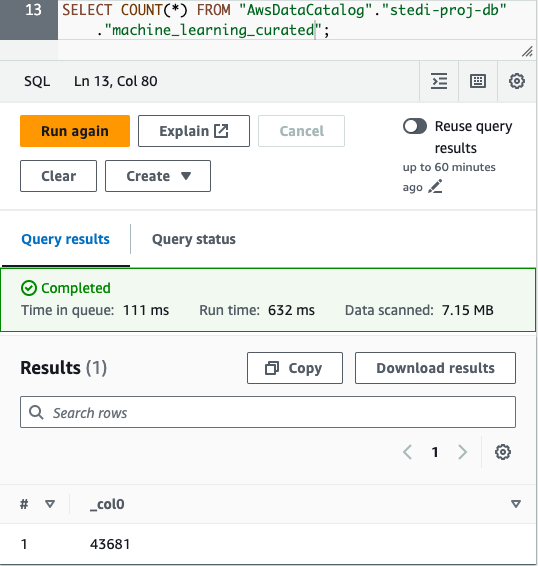 13 SELECT COUNT(*) FROM "AwsDataCatalog"."stedi-proj-db"
."machine_learning_curated";
SQL Ln 13, Col 80
Run again Explain Cancel Reuse query
results
up to 60 minutes
ago
Clear Create
Query results Query status
Completed
Time in queue: 111 ms Run time: 632 ms Data scanned: 7.15 MB
Results (1) Copy Download results
Search rows
1
# _col0
1 43681